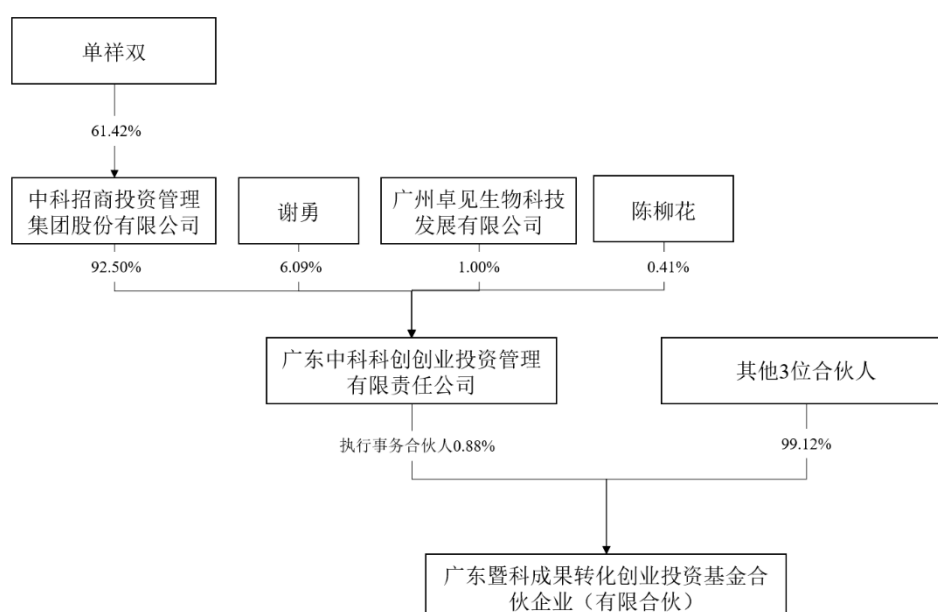 单祥双
61.42%
中科招商投资管理
集团股份有限公司
谢勇
广州卓见生物科技
发展有限公司
陈柳花
92.50%
6.09%
1.00%
0.41%
广东中科科创创业投资管理
有限责任公司
其他3位合伙人
执行事务合伙人0.88%
99.12%
广东暨科成果转化创业投资基金合
伙企业（有限合伙）